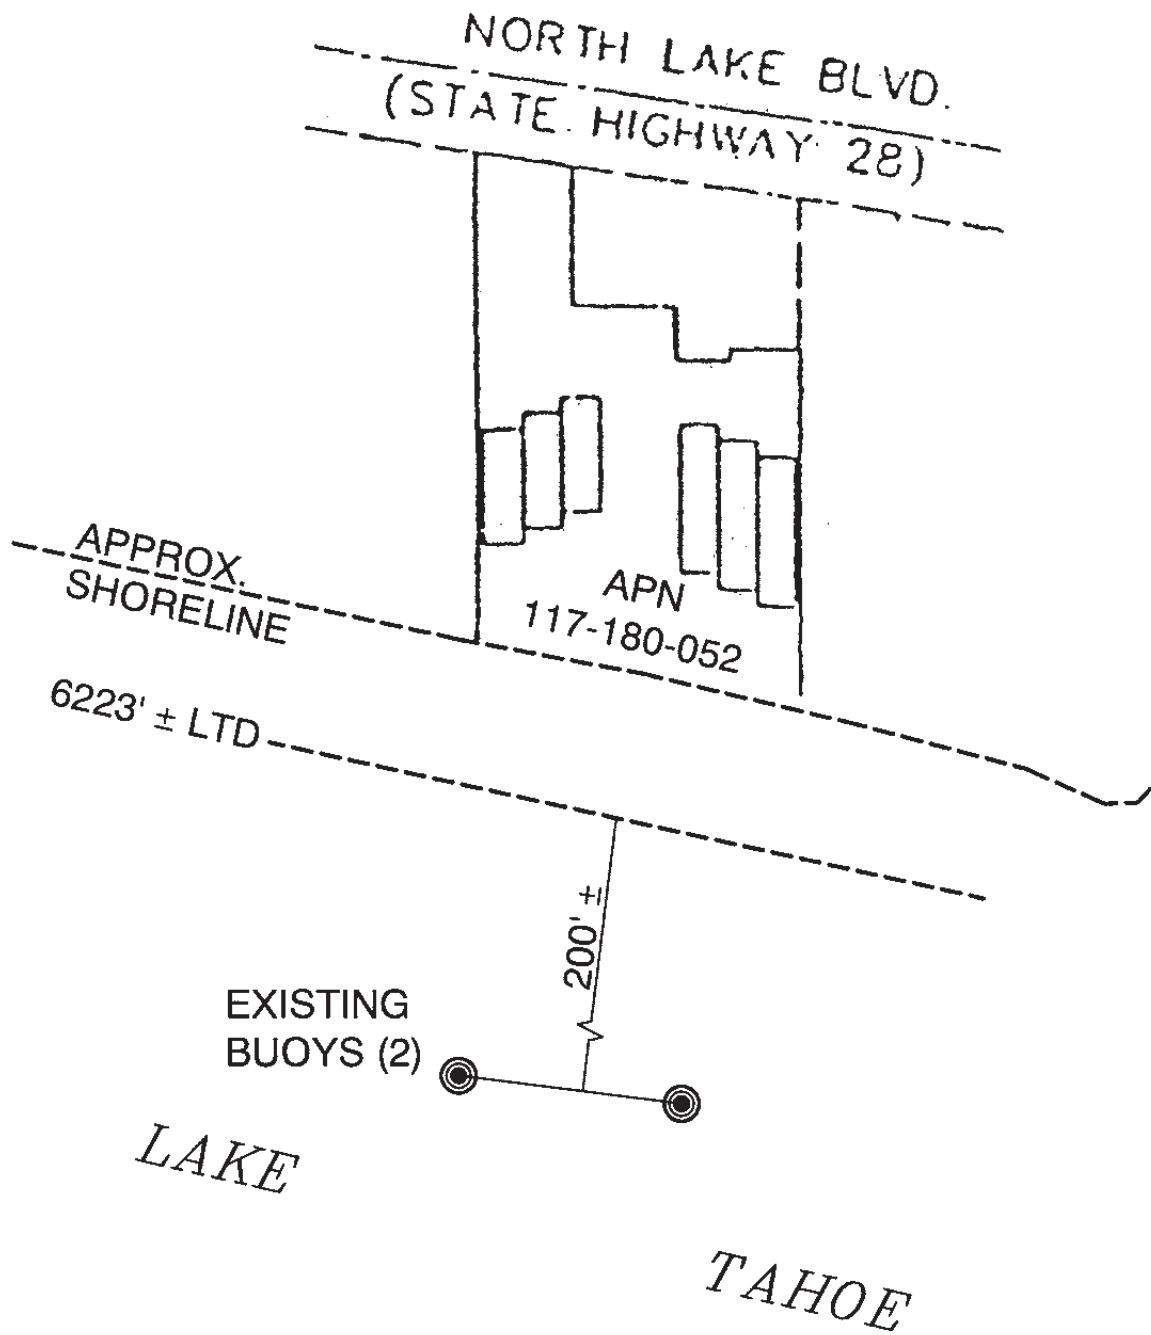 NORTH LAKE BLVD.
(STATE HIGHWAY 28)
APPROX.
SHORELINE
APN
117-180-052
6223' ± LTD
200' ±
EXISTING
BUOYS (2)
LAKE
TAHOE